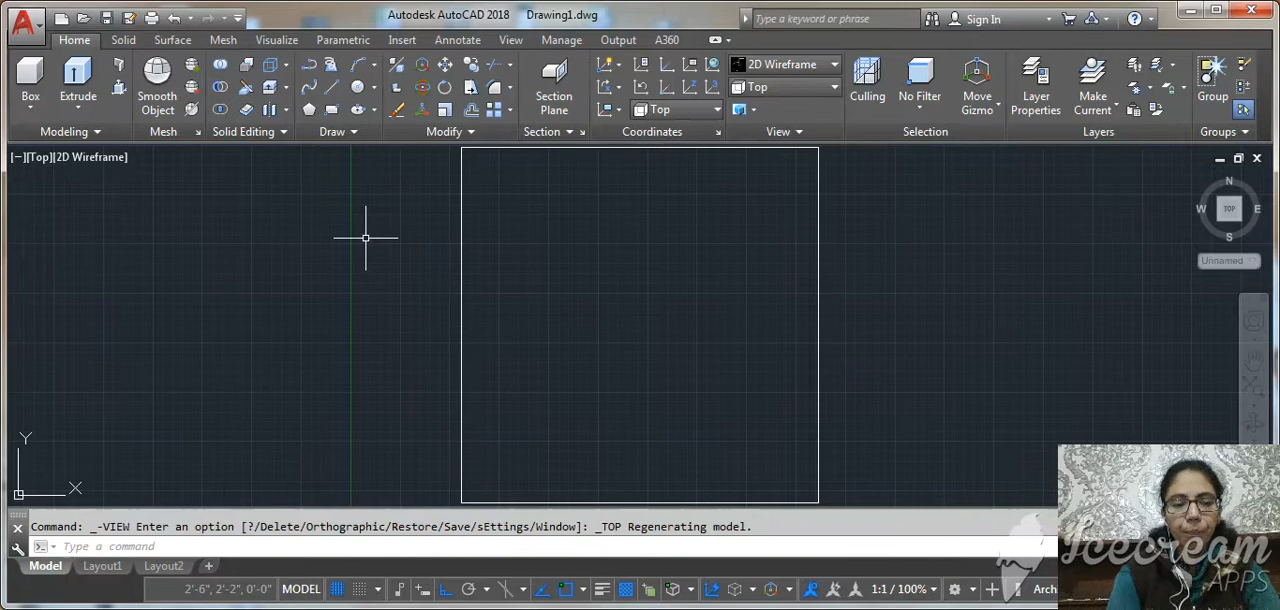 Autodesk AutoCAD 2018 Drawing1.dwg
Type a keyword or phrase
Sign In
Home Solid Surface Mesh Visualize Parametric Insert Annotate View Manage Output A360
2D Wireframe
Top
Top
Box Extrude Smooth Object Section Plane Culling No Filter Move Gizmo Layer Properties Make Current Group
Modeling Mesh Solid Editing Draw Modify Section Coordinates View Selection Layers Groups
[−][Top][2D Wireframe]
N
W TOP E
S
Unnamed
Y
X
Command: _-VIEW Enter an option [?/Delete/Orthographic/Restore/Save/sEttings/Window]: _TOP Regenerating model.
Type a command
Model Layout1 Layout2 +
2'-6", 2'-2", 0'-0" MODEL 1:1 / 100% Arch
Icecream
APPS